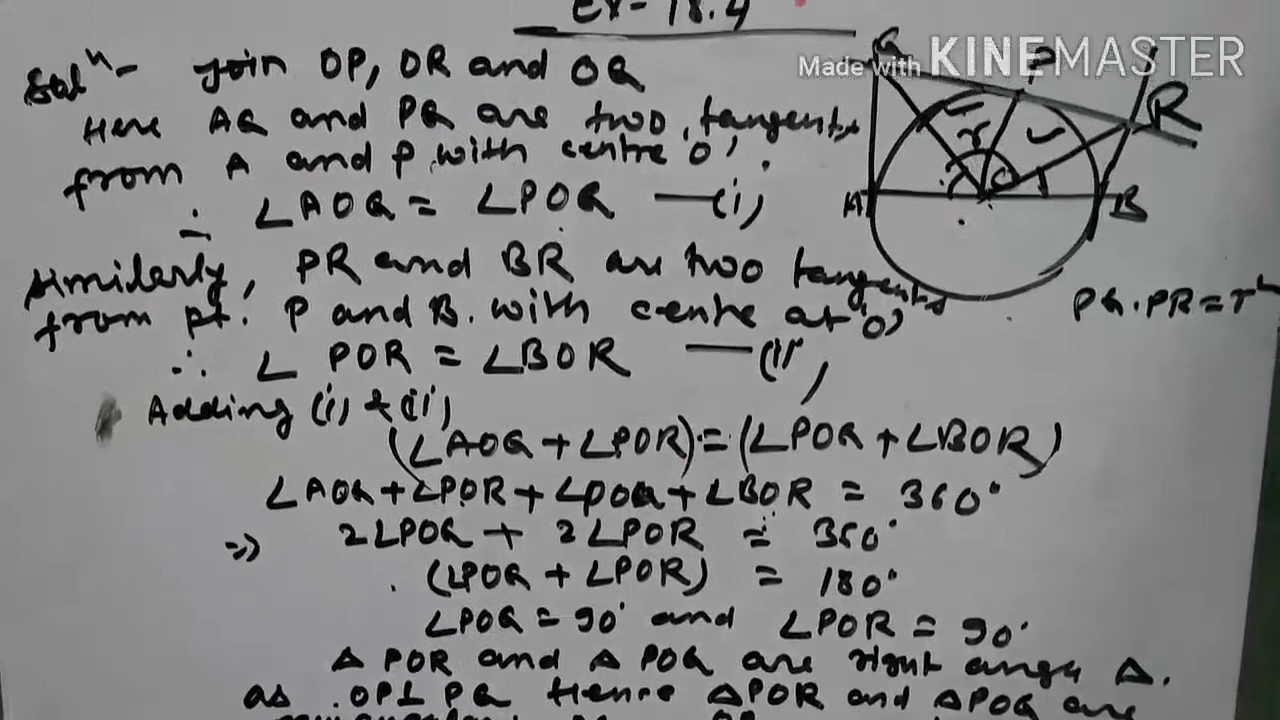 Ex- 18.4
Made with KINEMASTER
Solⁿ- Join OP, OR and OQ
Here AQ and PQ are two tangents
from A and P with centre 'O'.
∴ ∠AOQ = ∠POQ —(i)
Similarly, PR and BR are two tangents
from pt. P and B. with centre at 'O'
∴ ∠ POR = ∠BOR —(ii)
Adding (i) & (ii)
(∠AOQ + ∠POR) = (∠POQ + ∠BOR)
∠AOQ + ∠POR + ∠POQ + ∠BOR = 360°
=> 2∠POQ + 2∠POR = 360°
(∠POQ + ∠POR) = 180°
∠POQ = 90° and ∠POR = 90°
Δ POR and Δ POQ are right
as OP⊥PQ Hence ΔPOR and ΔPOQ are
Q
P
R
r
O
A
B
PQ.PR = r²